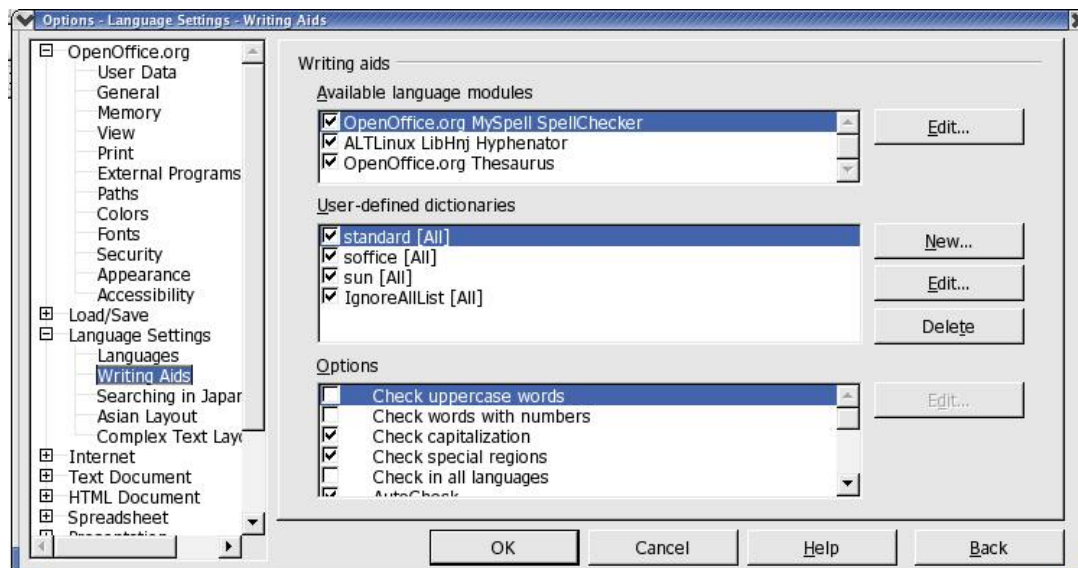 Options - Language Settings - Writing Aids
OpenOffice.org
User Data
General
Memory
View
Print
External Programs
Paths
Colors
Fonts
Security
Appearance
Accessibility
Load/Save
Language Settings
Languages
Writing Aids
Searching in Japar
Asian Layout
Complex Text Layo
Internet
Text Document
HTML Document
Spreadsheet
Presentation
Writing aids
Available language modules
OpenOffice.org MySpell SpellChecker
ALTLinux LibHnj Hyphenator
OpenOffice.org Thesaurus
Edit...
User-defined dictionaries
standard [All]
soffice [All]
sun [All]
IgnoreAllList [All]
New...
Edit...
Delete
Options
Check uppercase words
Check words with numbers
Check capitalization
Check special regions
Check in all languages
AutoCheck
Edit...
OK
Cancel
Help
Back